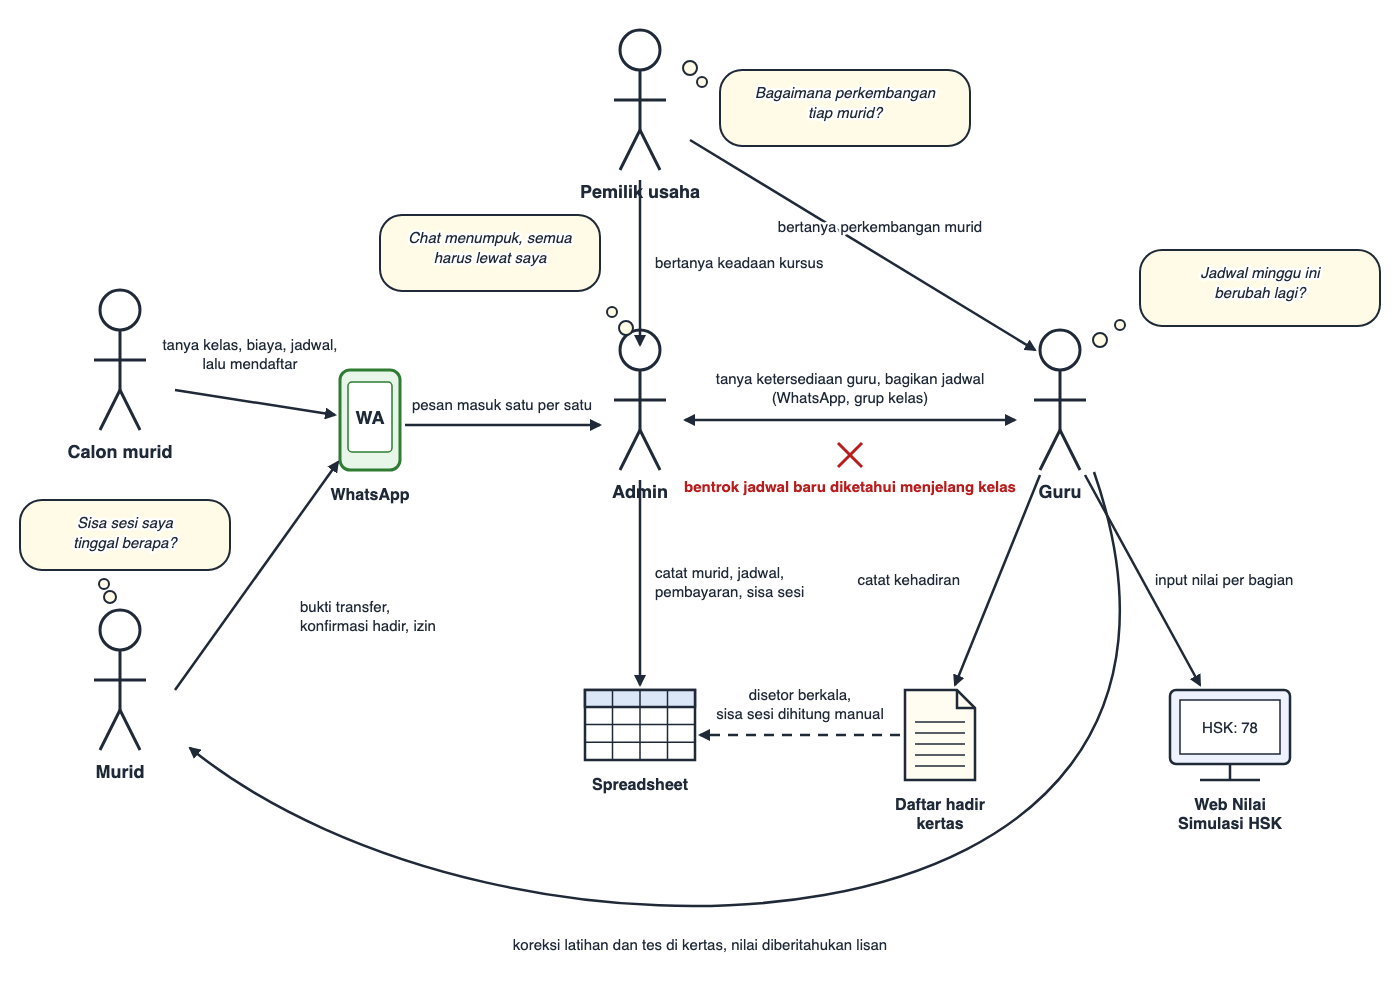 Bagaimana perkembangan
tiap murid?
Pemilik usaha
bertanya perkembangan murid
Chat menumpuk, semua
harus lewat saya
bertanya keadaan kursus
Jadwal minggu ini
berubah lagi?
tanya kelas, biaya, jadwal,
lalu mendaftar
WA
pesan masuk satu per satu
tanya ketersediaan guru, bagikan jadwal
(WhatsApp, grup kelas)
Calon murid
WhatsApp
Admin
bentrok jadwal baru diketahui menjelang kelas
Guru
Sisa sesi saya
tinggal berapa?
bukti transfer,
konfirmasi hadir, izin
catat murid, jadwal,
pembayaran, sisa sesi
catat kehadiran
input nilai per bagian
disetor berkala,
sisa sesi dihitung manual
HSK: 78
Murid
Spreadsheet
Daftar hadir
kertas
Web Nilai
Simulasi HSK
koreksi latihan dan tes di kertas, nilai diberitahukan lisan